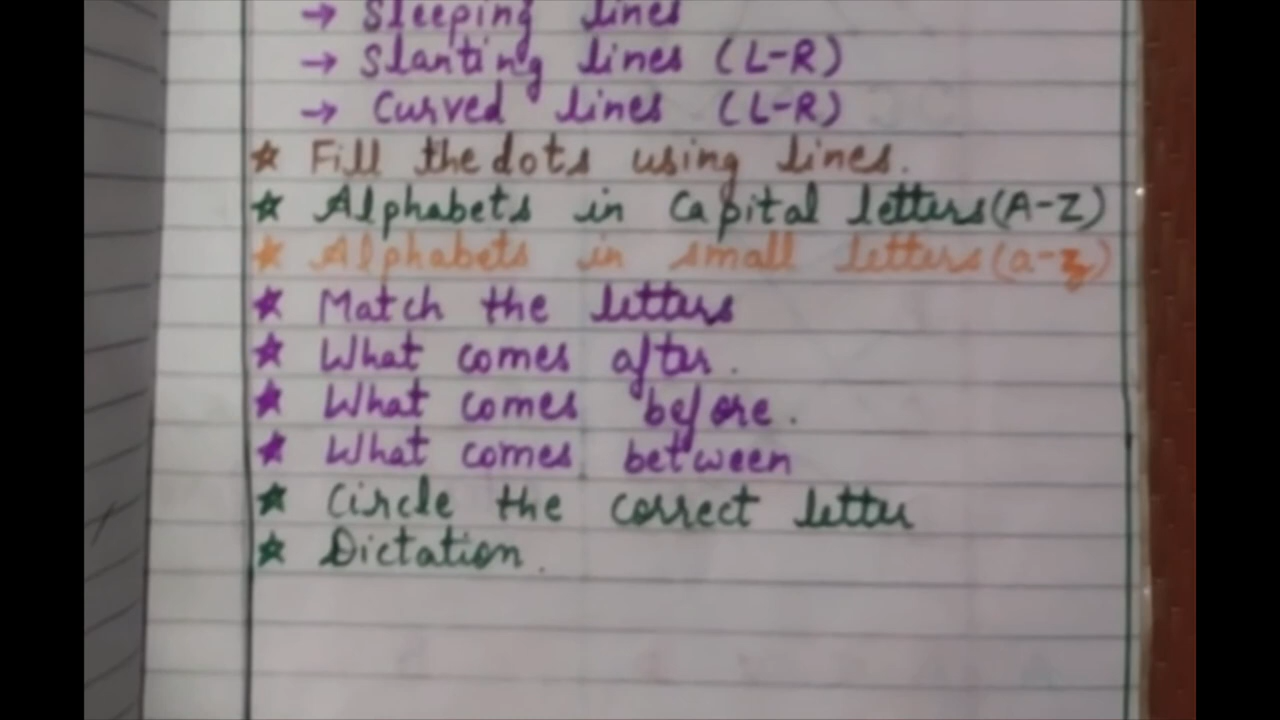 → Sleeping lines
→ Slanting lines (L-R)
→ Curved lines (L-R)
☆ Fill the dots using lines.
☆ Alphabets in Capital letters (A-Z)
☆ Alphabets in small letters (a-z)
☆ Match the letters
☆ What comes after.
☆ What comes before.
☆ What comes between
☆ Circle the correct letter
☆ Dictation.